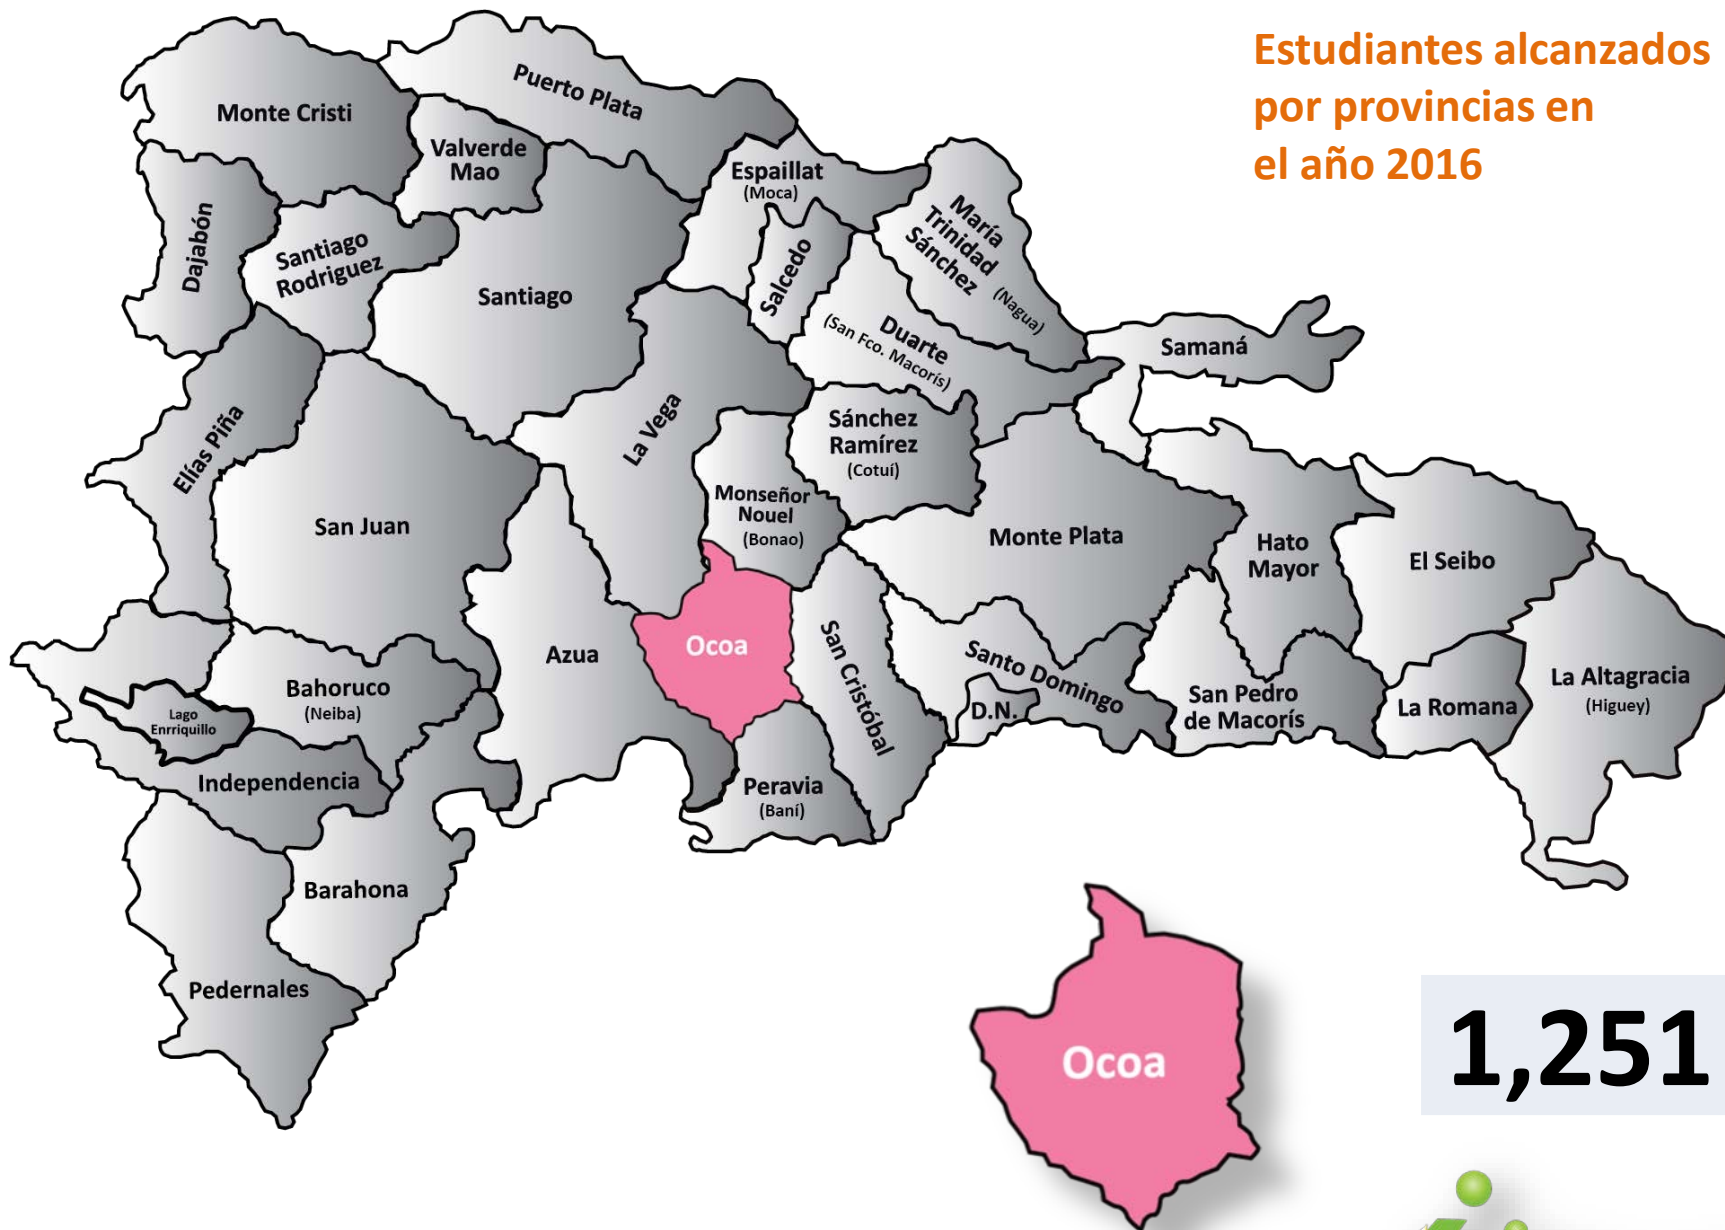 Estudiantes alcanzados
por provincias en
el año 2016
Monte Cristi
Puerto Plata
Valverde
Mao
Espaillat
(Moca)
María
Trinidad
Sánchez
(Nagua)
Dajabón
Santiago
Rodriguez
Santiago
Salcedo
Duarte
(San Fco. Macorís)
Samaná
Elías Piña
La Vega
Sánchez
Ramírez
(Cotuí)
San Juan
Monseñor
Nouel
(Bonao)
Monte Plata
Hato
Mayor
El Seibo
Azua
Ocoa
San Cristóbal
Santo Domingo
D.N.
San Pedro
de Macorís
La Romana
La Altagracia
(Higuey)
Bahoruco
(Neiba)
Lago
Enrriquillo
Independencia
Peravia
(Baní)
Barahona
Pedernales
Ocoa
1,251